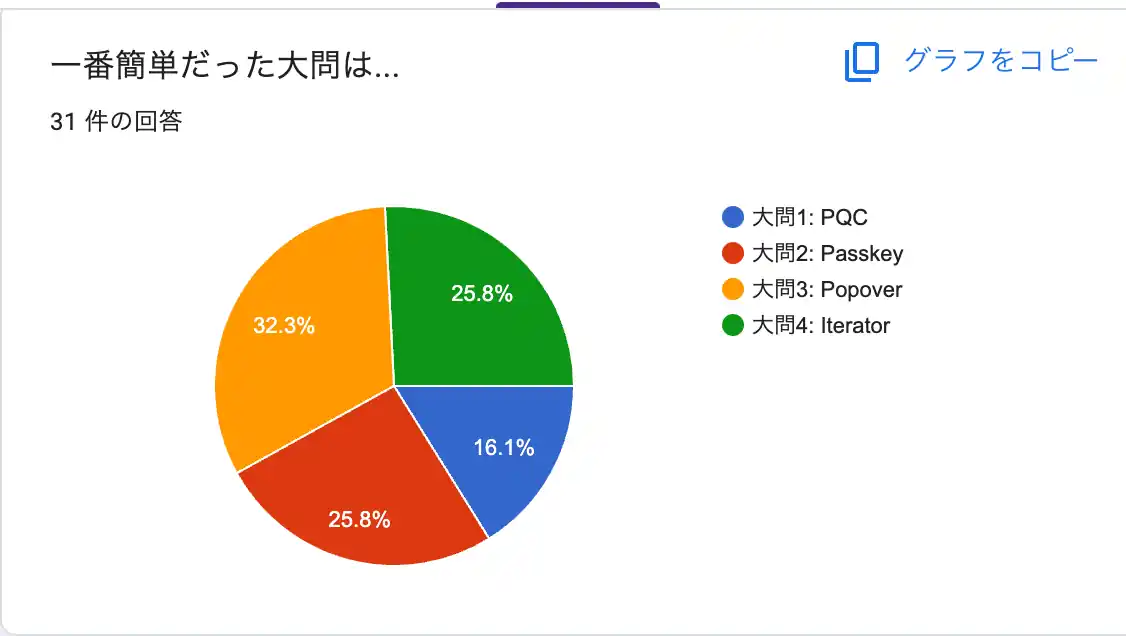 一番簡単だった大問は...
グラフをコピー
31 件の回答
25.8%
32.3%
16.1%
25.8%
大問1: PQC
大問2: Passkey
大問3: Popover
大問4: Iterator